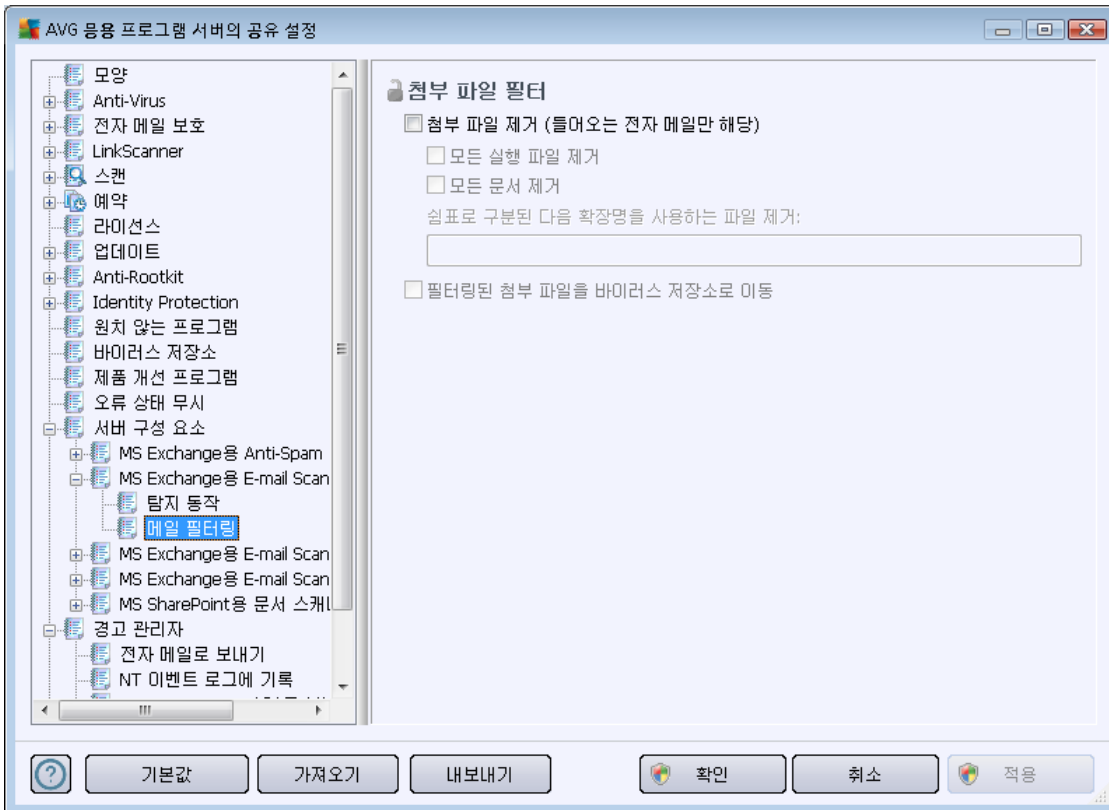 AVG 응용 프로그램 서버의 공유 설정
모양
Anti-Virus
전자 메일 보호
LinkScanner
스캔
예약
라이선스
업데이트
Anti-Rootkit
Identity Protection
원치 않는 프로그램
바이러스 저장소
제품 개선 프로그램
오류 상태 무시
서버 구성 요소
MS Exchange용 Anti-Spam
MS Exchange용 E-mail Scan
탐지 동작
메일 필터링
MS Exchange용 E-mail Scan
MS Exchange용 E-mail Scan
MS SharePoint용 문서 스캐
경고 관리자
전자 메일로 보내기
NT 이벤트 로그에 기록
첨부 파일 필터
첨부 파일 제거 (들어오는 전자 메일만 해당)
모든 실행 파일 제거
모든 문서 제거
쉼표로 구분된 다음 확장명을 사용하는 파일 제거:
필터링된 첨부 파일을 바이러스 저장소로 이동
기본값
가져오기
내보내기
확인
취소
적용